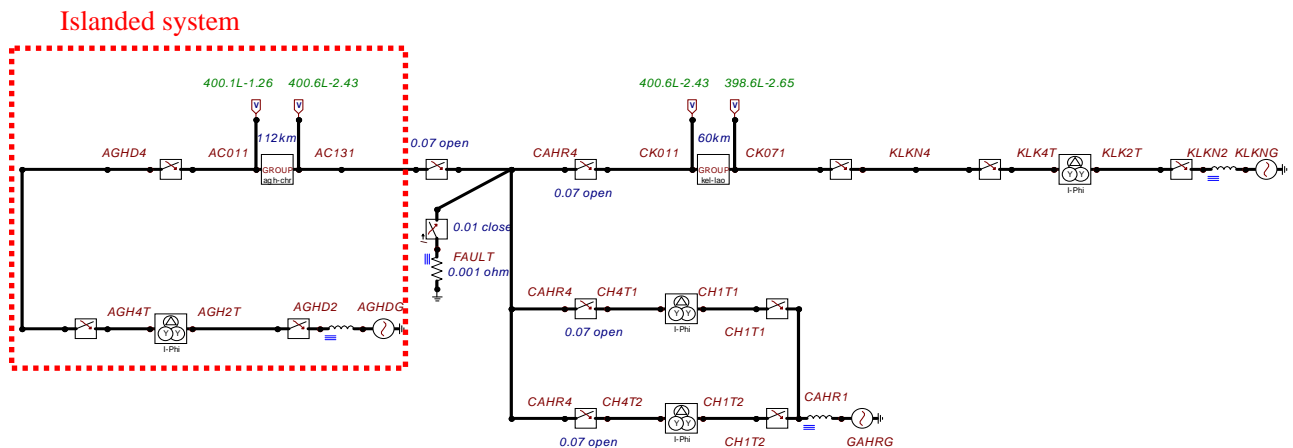 Islanded system
400.1L-1.26 400.6L-2.43
400.6L-2.43 398.6L-2.65
V V V V
112km
0.07 open
60km
AGHD4 AC011 AC131 CAHR4 CK011 CK071 KLKN4 KLK4T KLK2T KLKN2 KLKNG
GROUP
agh-chr
GROUP
kel-lao
Y Y
I-Phi
0.07 open
0.01 close
FAULT
0.001 ohm
AGH4T AGH2T AGHD2 AGHDG
Y Y
I-Phi
CAHR4 CH4T1 CH1T1
Y Y
I-Phi
0.07 open
CH1T1
CAHR4 CH4T2 CH1T2 CAHR1
Y Y
I-Phi
0.07 open
CH1T2
GAHRG